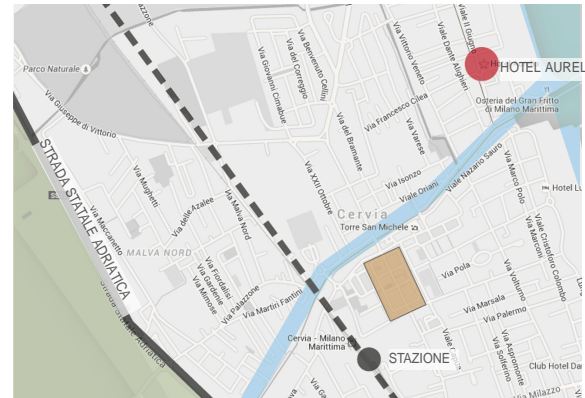 Palazzone
Via Benvenuto Cellini
Via del Correggio
Via Giovanni Cimabue
Via Vittorio Veneto
Viale Dante Alighieri
Viale II Giugno
HOTEL AUREL
Parco Naturale
Via Giuseppe di Vittorio
Via Francesco Cilea
Via del Bramante
Via Varese
Osteria del Gran Fritto
di Milano Marittima
STRADA STATALE ADRIATICA
Via Mughetti
Via delle Azalee
Via Maccanetto
Via Malva Nord
Via XXII Ottobre
Via Isonzo
Viale Oriani
Viale Nazario Sauro
Via Marco Polo
Hotel Lu
Cervia
Torre San Michele
Viale Cristoforo Colombo
Via Marconi
MALVA NORD
Via Fiordalisi
Via Gardenie
Via Mimose
Via Palazzone
Via Martiri Fantini
Via Pola
Via Volturno
Via Marsala
Via Palermo
Strada Statale Adriatica
Cervia - Milano
Marittima
STAZIONE
Via Aspromonte
Via Solferino
Club Hotel Da
Via Milazzo